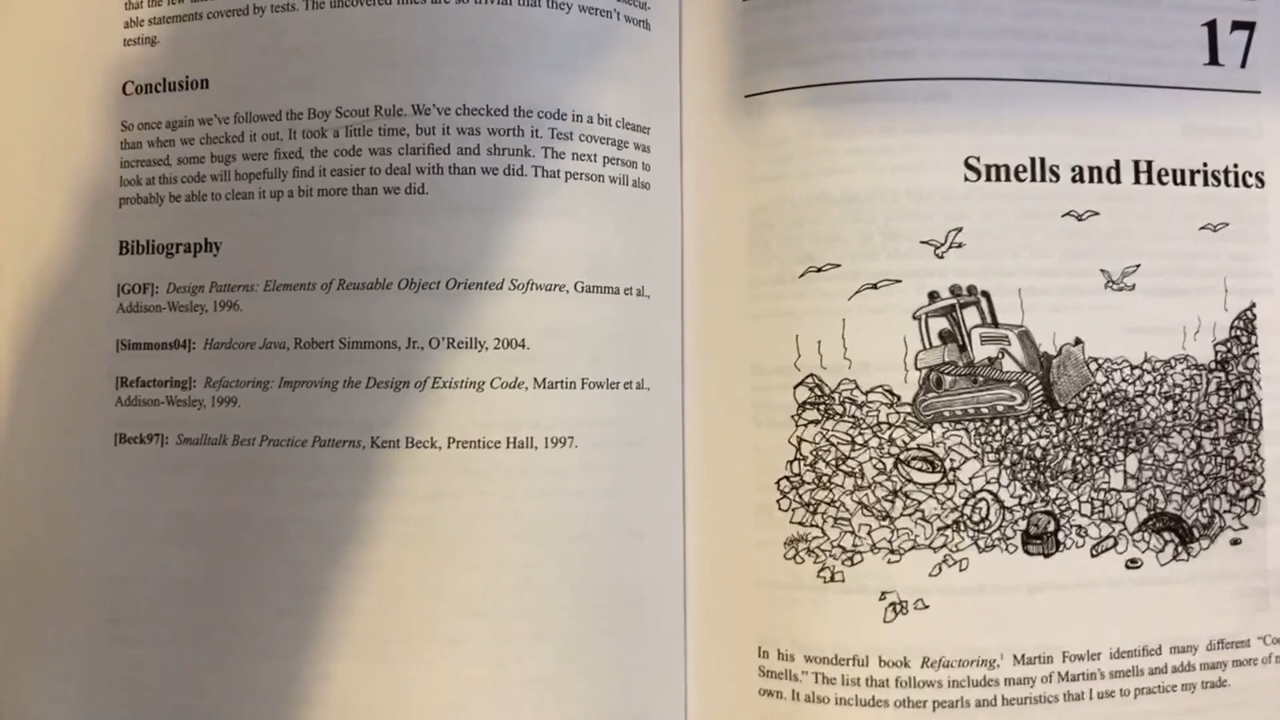 that the few
able statements covered by tests. The uncovered lines are so trivial that they weren't worth
testing.
Conclusion
So once again we've followed the Boy Scout Rule. We've checked the code in a bit cleaner
than when we checked it out. It took a little time, but it was worth it. Test coverage was
increased, some bugs were fixed, the code was clarified and shrunk. The next person to
look at this code will hopefully find it easier to deal with than we did. That person will also
probably be able to clean it up a bit more than we did.
Bibliography
[GOF]: Design Patterns: Elements of Reusable Object Oriented Software, Gamma et al.,
Addison-Wesley, 1996.
[Simmons04]: Hardcore Java, Robert Simmons, Jr., O'Reilly, 2004.
[Refactoring]: Refactoring: Improving the Design of Existing Code, Martin Fowler et al.,
Addison-Wesley, 1999.
[Beck97]: Smalltalk Best Practice Patterns, Kent Beck, Prentice Hall, 1997.
17
Smells and Heuristics
In his wonderful book Refactoring,¹ Martin Fowler identified many different "Co
Smells." The list that follows includes many of Martin's smells and adds many more of
own. It also includes other pearls and heuristics that I use to practice my trade.